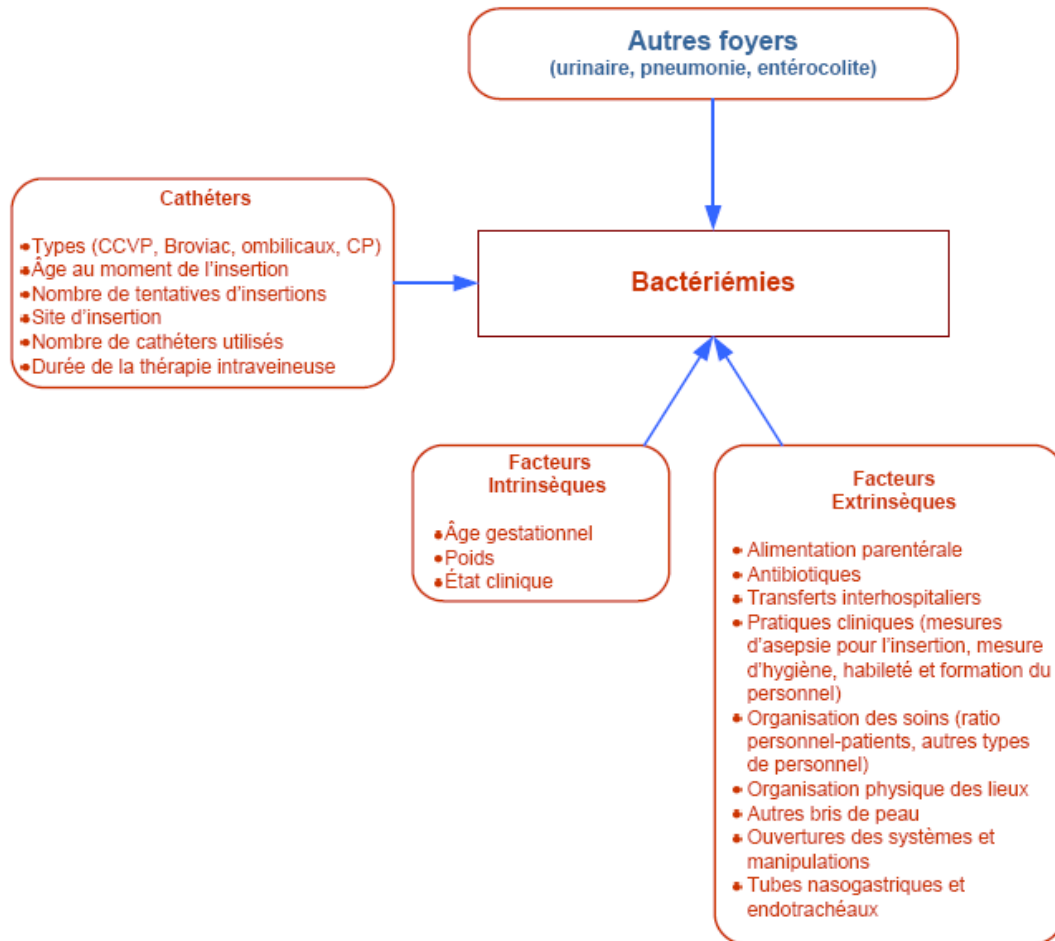 Autres foyers
(urinaire, pneumonie, entérocolite)
Cathéters
Types (CCVP, Broviac, ombilicaux, CP)
Âge au moment de l'insertion
Nombre de tentatives d'insertions
Site d'insertion
Nombre de cathéters utilisés
Durée de la thérapie intraveineuse
Bactériémies
Facteurs
Intrinsèques
Âge gestationnel
Poids
État clinique
Facteurs
Extrinsèques
Alimentation parentérale
Antibiotiques
Transferts interhospitaliers
Pratiques cliniques (mesures
d'asepsie pour l'insertion, mesure
d'hygiène, habileté et formation du
personnel)
Organisation des soins (ratio
personnel-patients, autres types
de personnel)
Organisation physique des lieux
Autres bris de peau
Ouvertures des systèmes et
manipulations
Tubes nasogastriques et
endotrachéaux